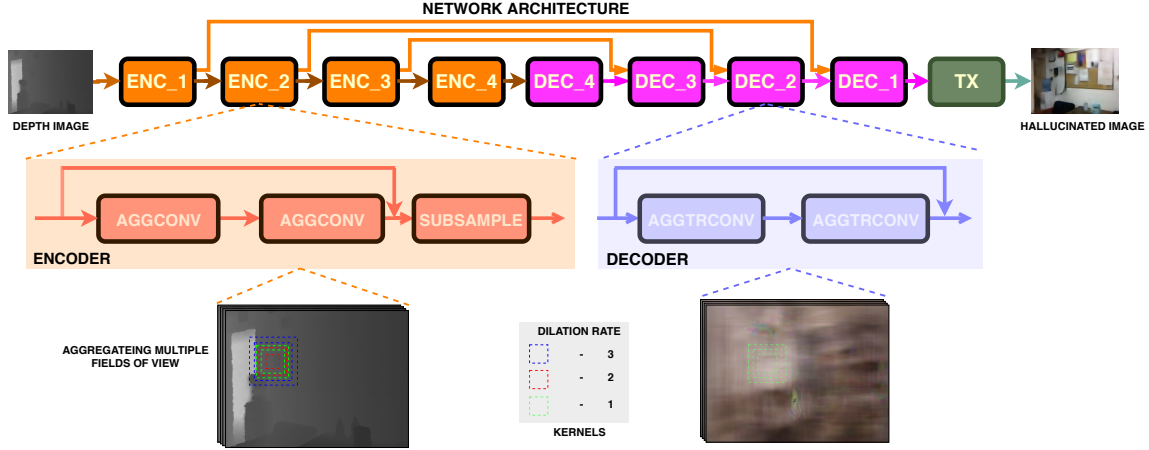 NETWORK ARCHITECTURE
ENC_1
ENC_2
ENC_3
ENC_4
DEC_4
DEC_3
DEC_2
DEC_1
TX
DEPTH IMAGE
HALLUCINATED IMAGE
AGGCONV
AGGCONV
SUBSAMPLE
ENCODER
AGGTRCONV
AGGTRCONV
DECODER
AGGREGATEING MULTIPLE
FIELDS OF VIEW
DILATION RATE
- 3
- 2
- 1
KERNELS